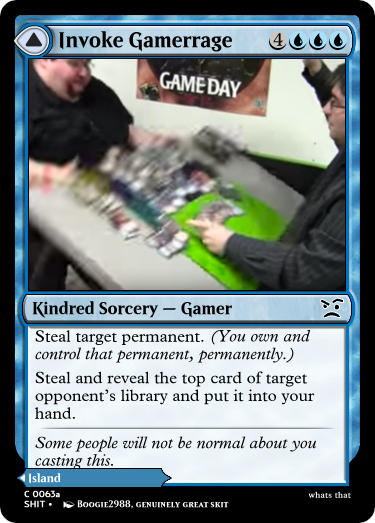 Invoke Gamerrage 4
GAMEDAY
Kindred Sorcery — Gamer
Steal target permanent. (You own and
control that permanent, permanently.)
Steal and reveal the top card of target
opponent's library and put it into your
hand.
Some people will not be normal about you
casting this.
Island
C 0063a
whats that
SHIT • Boogie2988, genuinely great skit